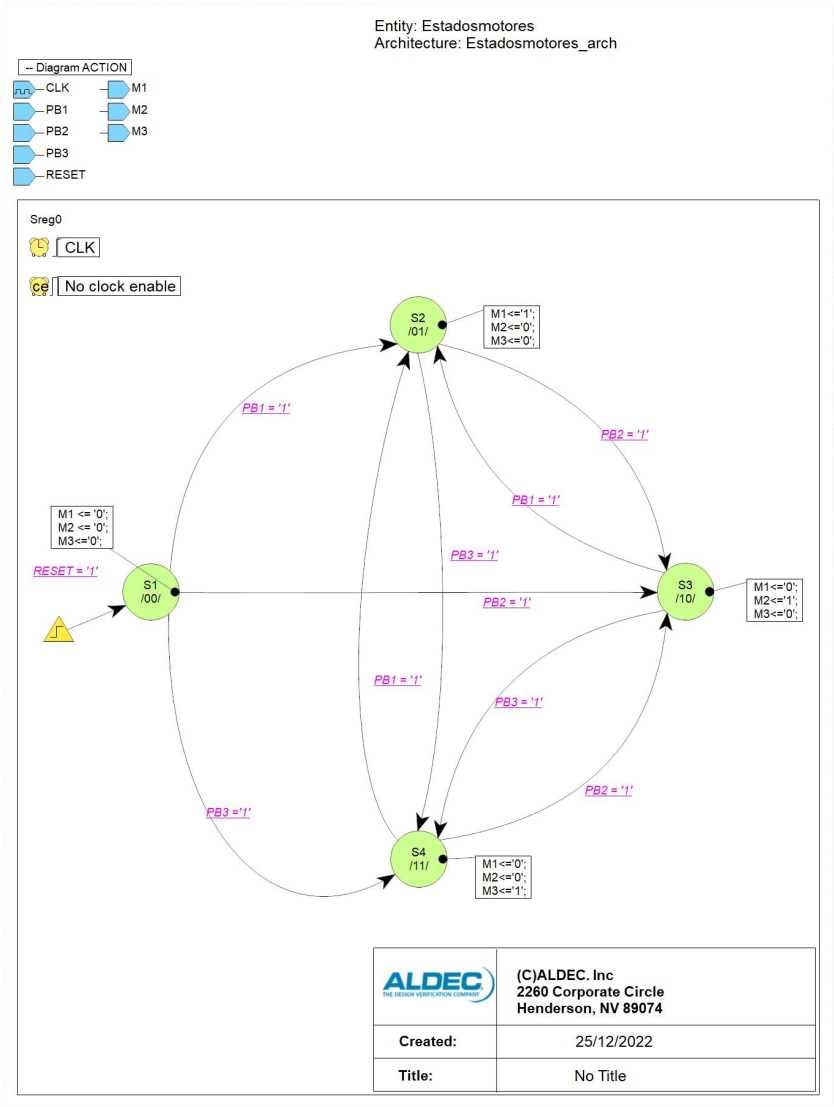 Entity: Estadosmotores
Architecture: Estadosmotores_arch
-- Diagram ACTION
CLK
M1
PB1
M2
PB2
M3
PB3
RESET
Sreg0
CLK
ce
No clock enable
S2
/01/
M1<='1';
M2<='0';
M3<='0';
PB1 = '1'
PB2 = '1'
PB1 = '1'
M1 <= '0';
M2 <= '0';
M3<='0';
RESET = '1'
PB3 = '1'
S1
/00/
PB2 = '1'
S3
/10/
M1<='0';
M2<='1';
M3<='0';
PB1 = '1'
PB3 = '1'
PB3 ='1'
PB2 = '1'
S4
/11/
M1<='0';
M2<='0';
M3<='1';
ALDEC
THE DESIGN VERIFICATION COMPANY
(C)ALDEC. Inc
2260 Corporate Circle
Henderson, NV 89074
Created:
25/12/2022
Title:
No Title